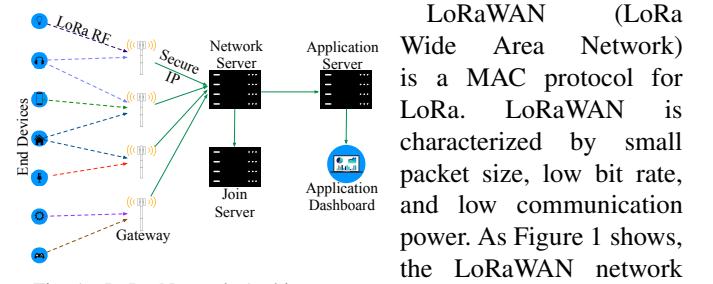 LoRa RF
Secure
IP
Network
Server
Application
Server
End Devices
Join
Server
Application
Dashboard
Gateway
LoRaWAN (LoRa
Wide Area Network)
is a MAC protocol for
LoRa. LoRaWAN is
characterized by small
packet size, low bit rate,
and low communication
power. As Figure 1 shows,
the LoRaWAN network